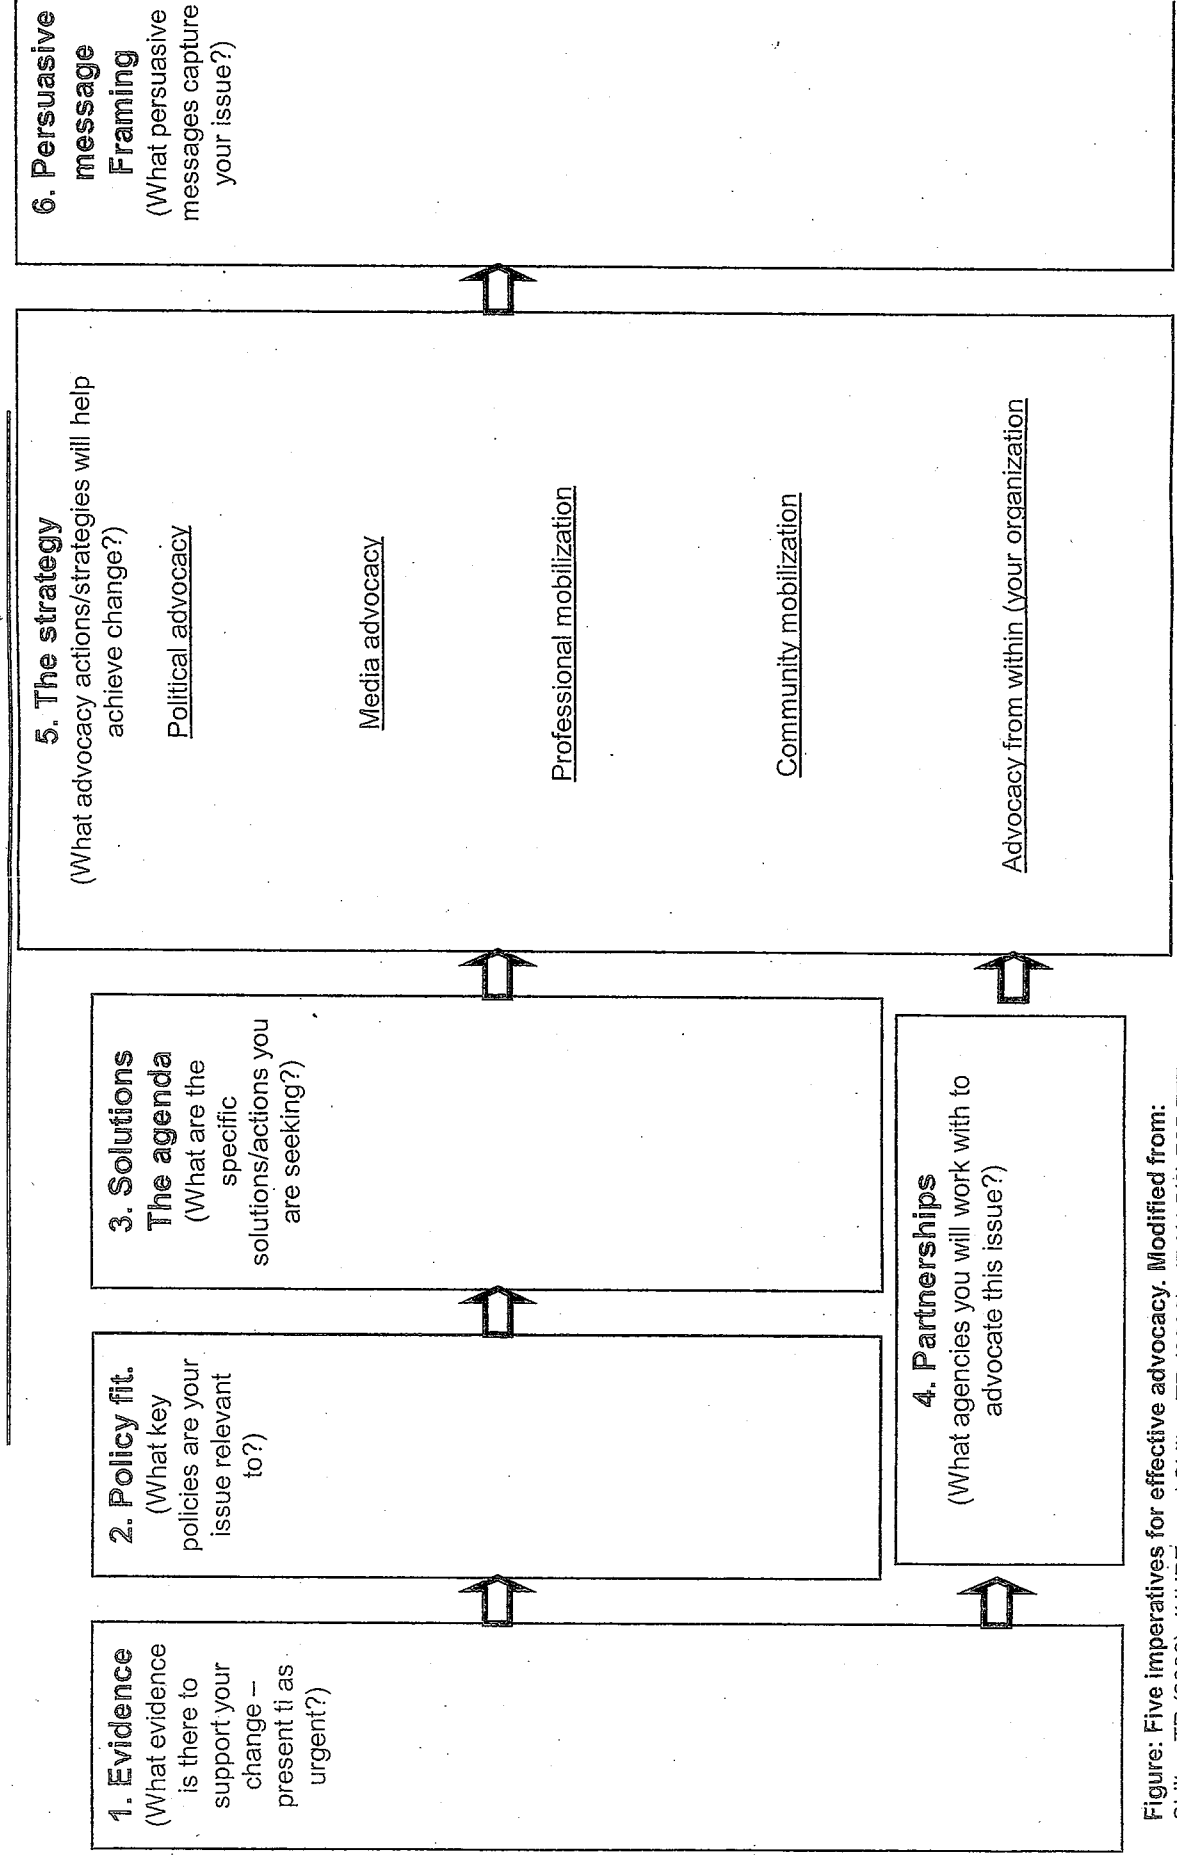 1. Evidence
(What evidence
is there to
support your
change –
present ti as
urgent?)
2. Policy fit.
(What key
policies are your
issue relevant
to?)
3. Solutions
The agenda
(What are the
specific
solutions/actions you
are seeking?)
4. Partnerships
(What agencies you will work with to
advocate this issue?)
5. The strategy
(What advocacy actions/strategies will help
achieve change?)
Political advocacy
Media advocacy
Professional mobilization
Community mobilization
Advocacy from within (your organization
6. Persuasive
message
Framing
(What persuasive
messages capture
your issue?)
Figure: Five imperatives for effective advocacy. Modified from: